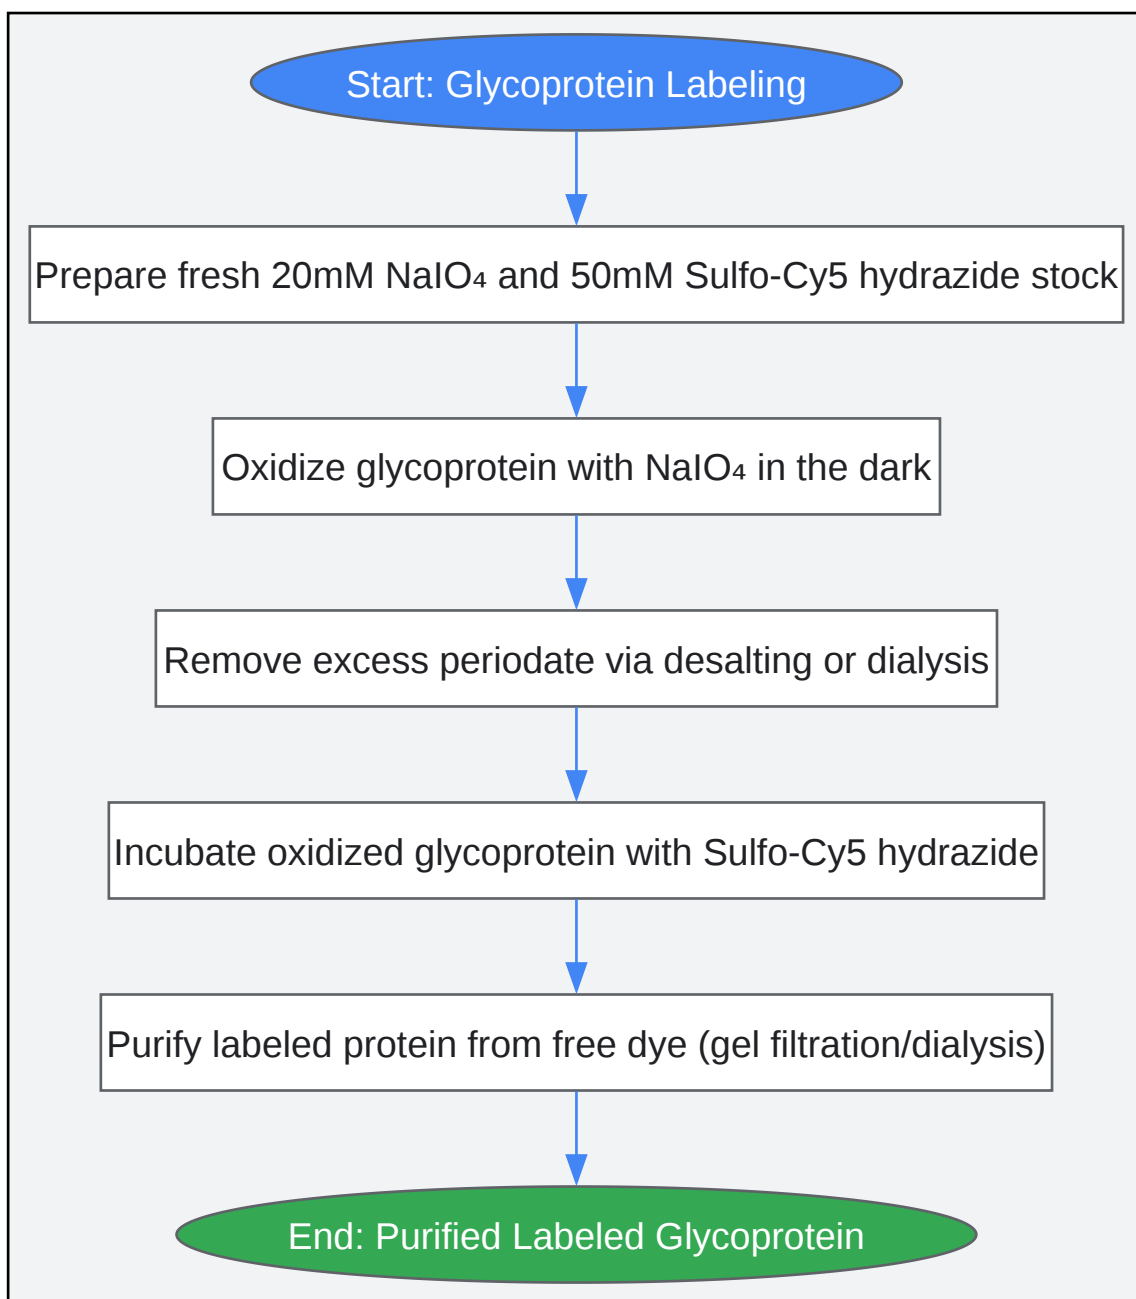 Start: Glycoprotein Labeling
Prepare fresh 20mM NaIO₄ and 50mM Sulfo-Cy5 hydrazide stock
Oxidize glycoprotein with NaIO₄ in the dark
Remove excess periodate via desalting or dialysis
Incubate oxidized glycoprotein with Sulfo-Cy5 hydrazide
Purify labeled protein from free dye (gel filtration/dialysis)
End: Purified Labeled Glycoprotein